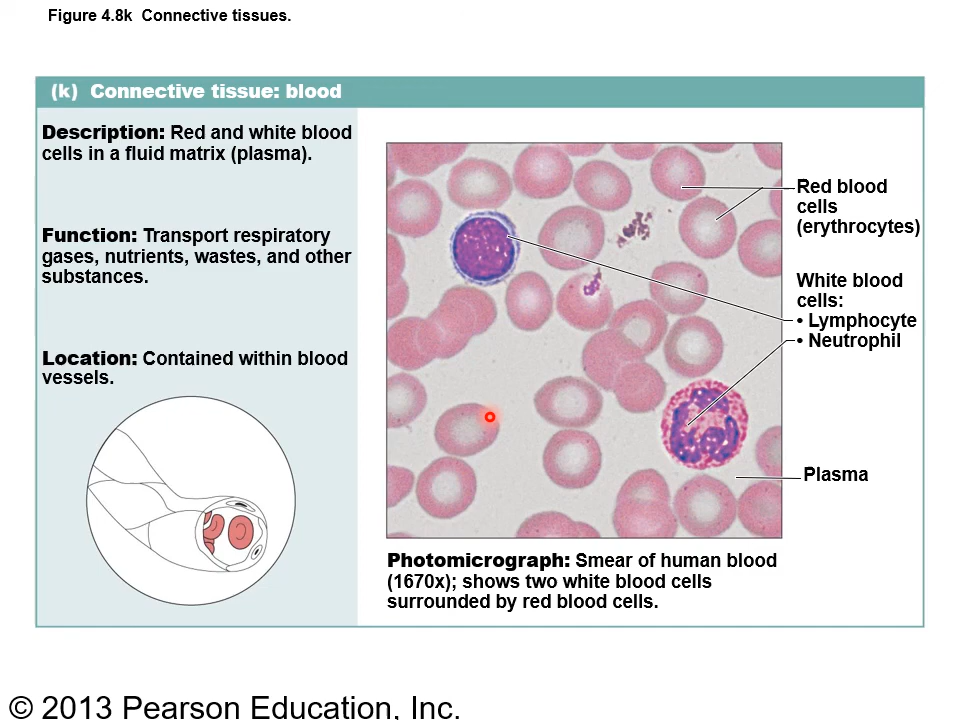 Figure 4.8k  Connective tissues.
(k)  Connective tissue: blood
Description: Red and white blood
cells in a fluid matrix (plasma).
Function: Transport respiratory
gases, nutrients, wastes, and other
substances.
Location: Contained within blood
vessels.
Red blood
cells
(erythrocytes)
White blood
cells:
• Lymphocyte
• Neutrophil
Plasma
Photomicrograph: Smear of human blood
(1670x); shows two white blood cells
surrounded by red blood cells.
© 2013 Pearson Education, Inc.